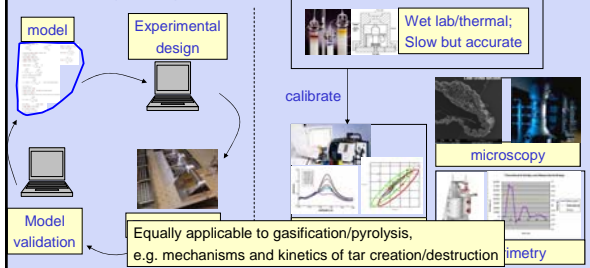 model
Experimental
design
Wet lab/thermal;
Slow but accurate
calibrate
microscopy
Model
validation
Equally applicable to gasification/pyrolysis,
e.g. mechanisms and kinetics of tar creation/destruction